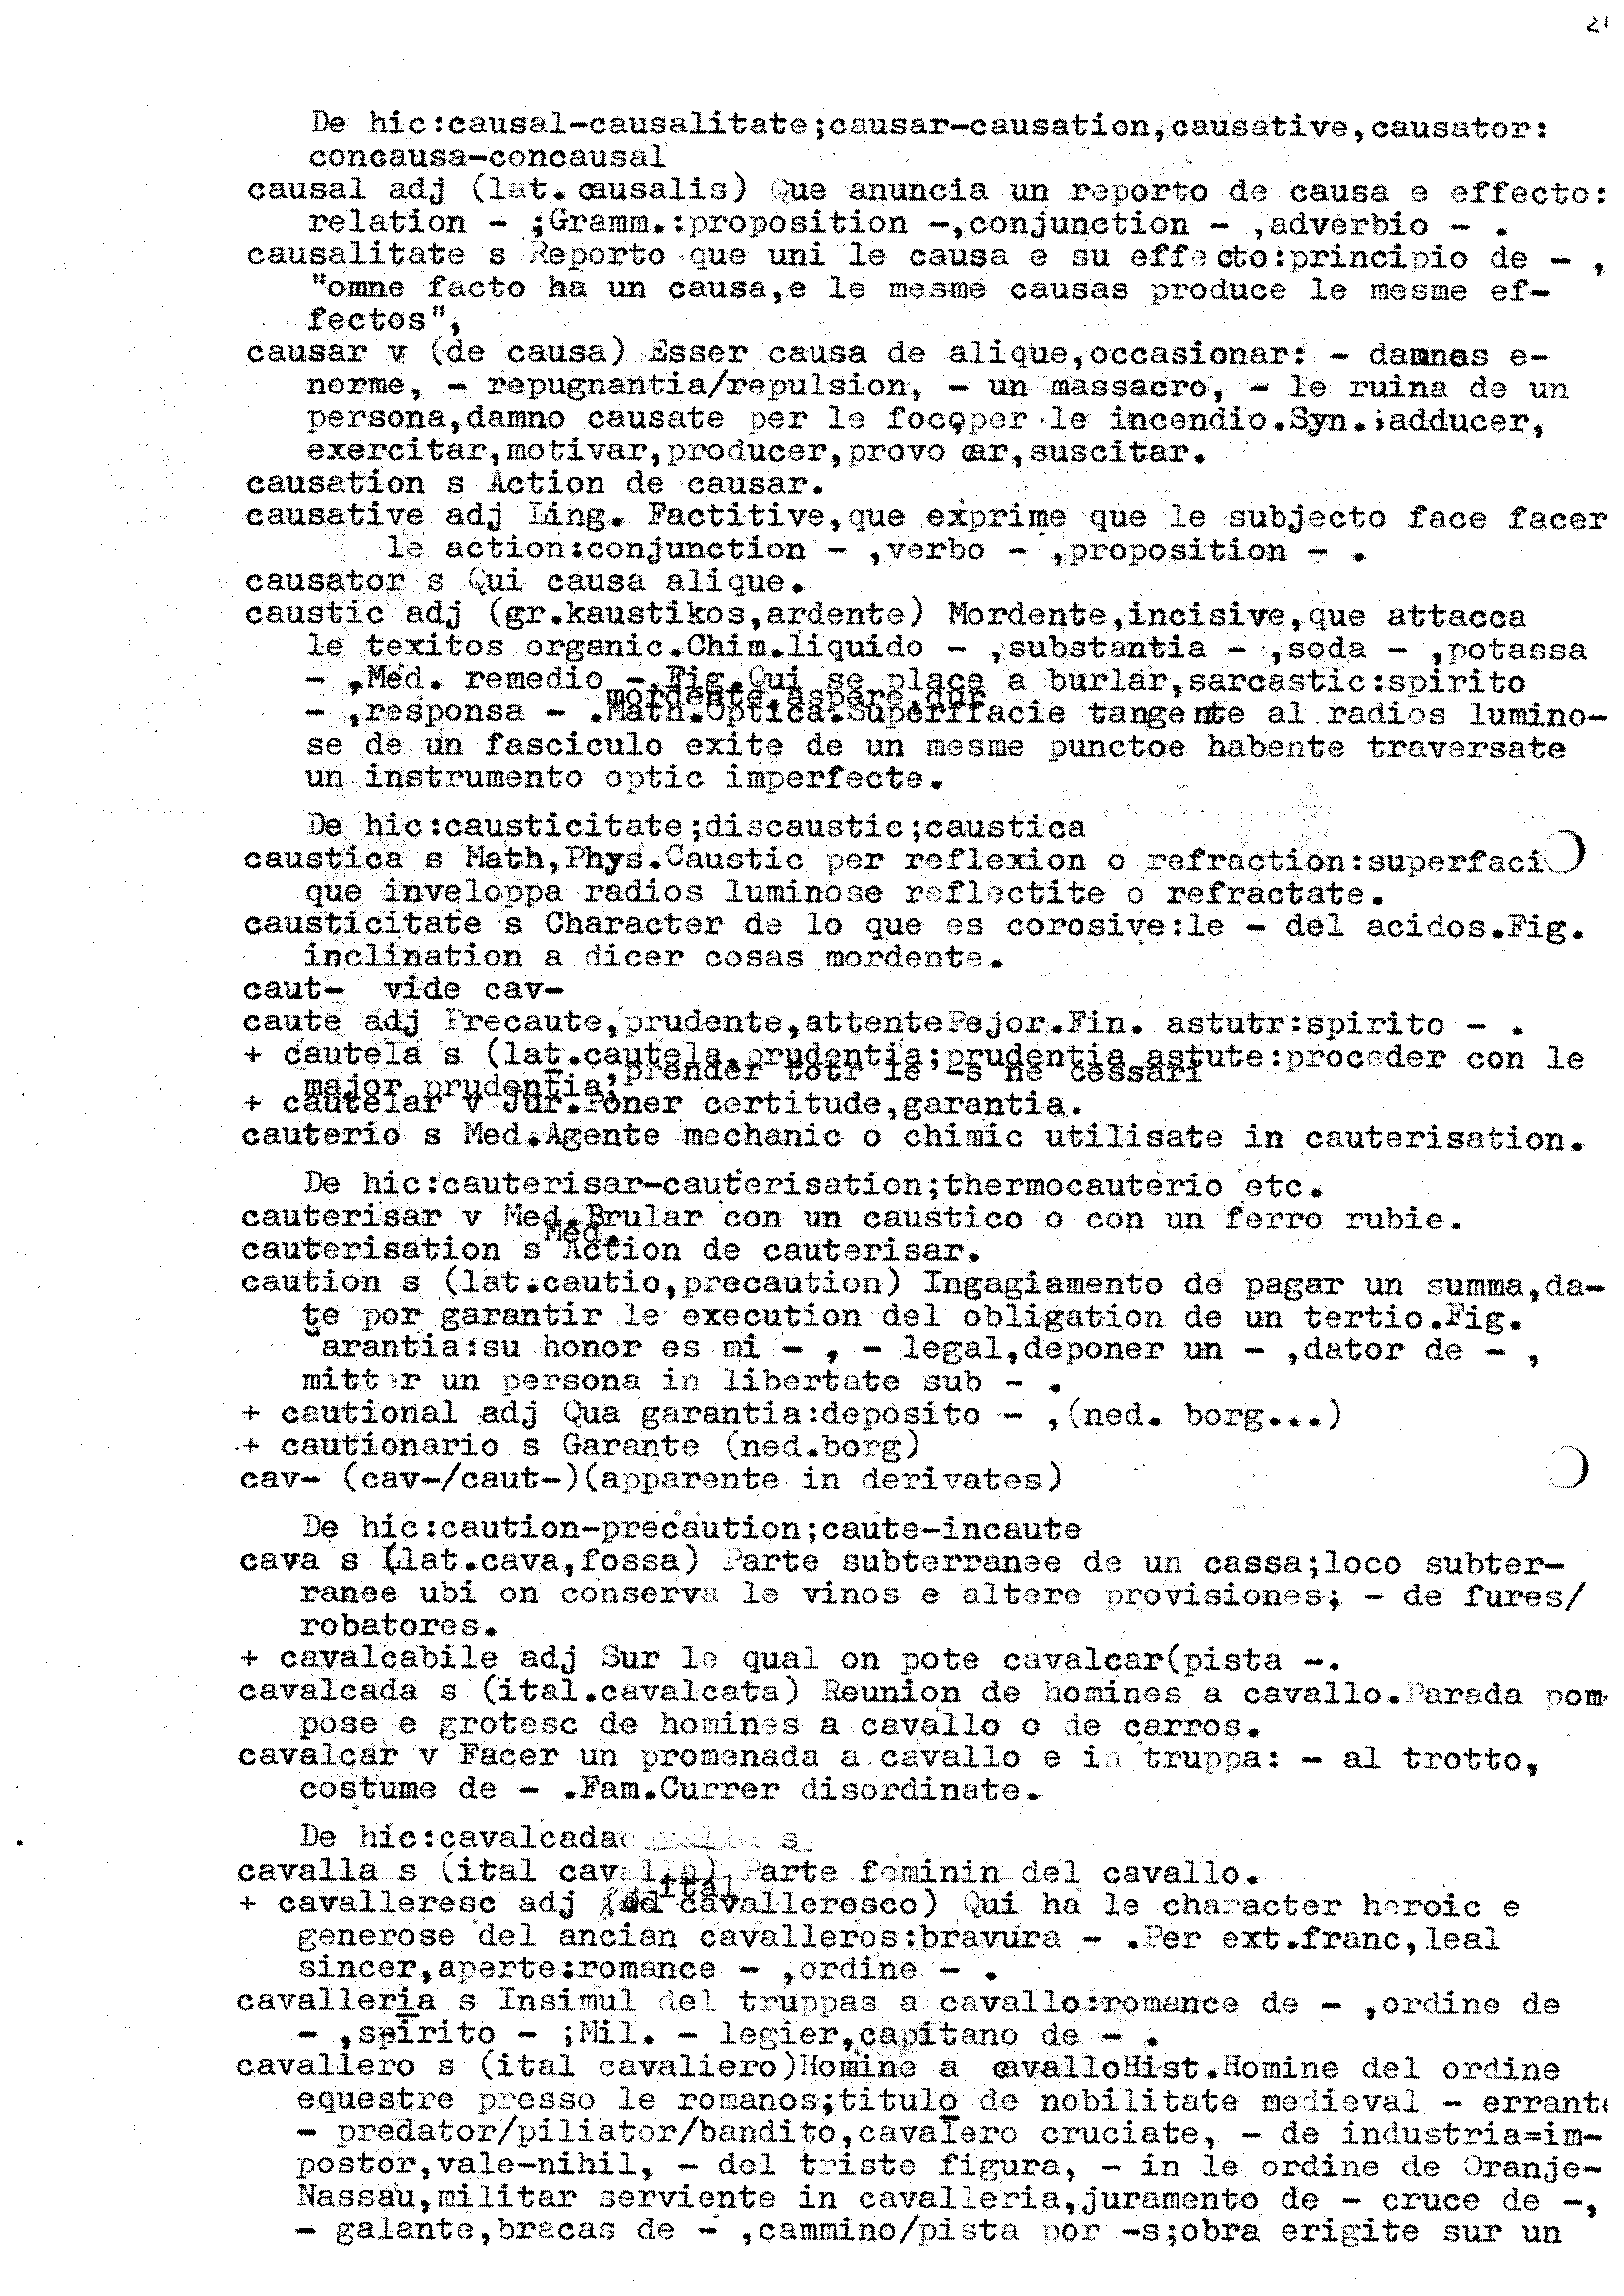 21
De hic:causal-causalitate;causar-causation,causative,causator:
concausa-concausal
causal adj (lat. causalis) Que anuncia un reporto de causa e effecto:
relation - ;Gramm.:proposition -,conjunction - ,adverbio - .
causalitate s Reporto que uni le causa e su effecto:principio de - ,
"omne facto ha un causa,e le mesme causas produce le mesme ef-
fectos",
causar v (de causa) Esser causa de alique,occasionar: - damnas e-
norme, - repugnantia/repulsion, - un massacro, - le ruina de un
persona,damno causate per le foco,per le incendio.Syn.:adducer,
exercitar,motivar,producer,provo car,suscitar.
causation s Action de causar.
causative adj Ling. Factitive,que exprime que le subjecto face facer
le action:conjunction - ,verbo - ,proposition - .
causator s Qui causa alique.
caustic adj (gr.kaustikos,ardente) Mordente,incisive,que attacca
le texitos organic.Chim.liquido - ,substantia - ,soda - ,potassa
- ,Med. remedio -.Fig.Qui se place a burlar,sarcastic:spirito
mordente,aspere,dur
- ,responsa - .Math.Optica.Superffacie tangente al radios lumino-
se de un fasciculo exite de un mesme punctoe habente traversate
un instrumento optic imperfecte.
De hic:causticitate;discaustic;caustica
caustica s Math,Phys.Caustic per reflexion o refraction:superfaci
que inveloppa radios luminose reflectite o refractate.
causticitate s Character de lo que es corosive:le - del acidos.Fig.
inclination a dicer cosas mordente.
caut- vide cav-
caute adj Precaute,prudente,attentePejor.Fin. astutr:spirito - .
+ cautela s (lat.cautela,prudentia;prudentia astute:proceder con le
major prudentia;prender totr le -s ne cessari
+ cautelar v Jur.Poner certitude,garantia.
cauterio s Med.Agente mechanic o chimic utilisate in cauterisation.
De hic:cauterisar-cauterisation;thermocauterio etc.
cauterisar v Med.Brular con un caustico o con un ferro rubie.
Med.
cauterisation s Action de cauterisar.
caution s (lat.cautio,precaution) Ingagiamento de pagar un summa,da-
te por garantir le execution del obligation de un tertio.Fig.
"arantia:su honor es mi - , - legal,deponer un - ,dator de - ,
mitter un persona in libertate sub - .
+ cautional adj Qua garantia:deposito - ,(ned. borg...)
+ cautionario s Garante (ned.borg)
cav- (cav-/caut-)(apparente in derivates)
De hic:caution-precaution;caute-incaute
cava s (lat.cava,fossa) Parte subterranee de un cassa;loco subter-
ranee ubi on conserva le vinos e altere provisiones; - de fures/
robatores.
+ cavalcabile adj Sur le qual on pote cavalcar(pista -.
cavalcada s (ital.cavalcata) Reunion de homines a cavallo.Parada pom
pose e grotesc de homines a cavallo o de carros.
cavalcar v Facer un promenada a cavallo e in truppa: - al trotto,
costume de - .Fam.Currer disordinate.
De hic:cavalcada
cavalla s (ital cavalla) Parte feminin del cavallo.
ital
+ cavalleresc adj ( cavalleresco) Qui ha le character heroic e
generose del ancian cavalleros:bravura - .Per ext.franc,leal
sincer,aperte:romance - ,ordine - .
cavalleria s Insimul del truppas a cavallo:romance de - ,ordine de
- ,spirito - ;Mil. - legier,capitano de - .
cavallero s (ital cavaliero)Homine a cavalloHist.Homine del ordine
equestre presso le romanos;titulo de nobilitate medieval - errante
- predator/piliator/bandito,cavalero cruciate, - de industria=im-
postor,vale-nihil, - del triste figura, - in le ordine de Oranje-
Nassau,militar serviente in cavalleria,juramento de - cruce de -,
- galante,bracas de - ,cammino/pista por -s;obra erigite sur un